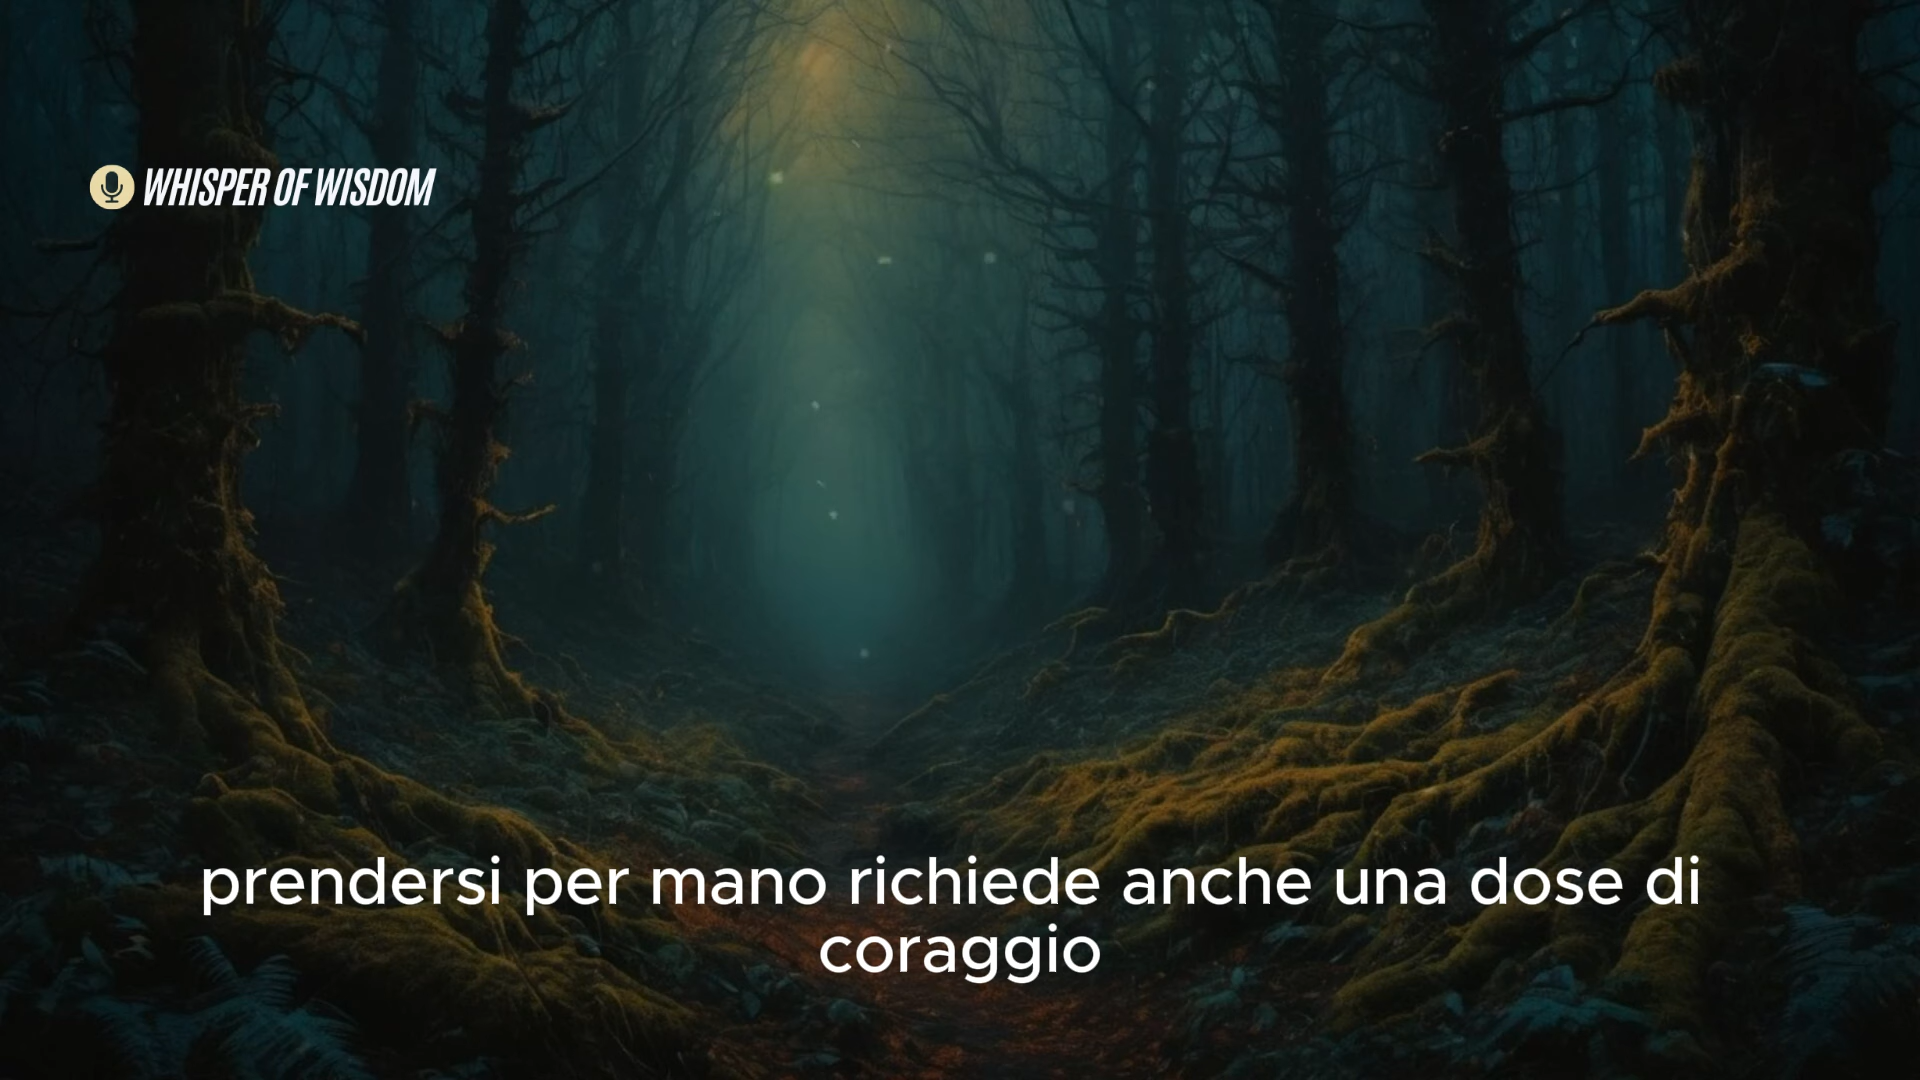 WHISPER OF WISDOM
prendersi per mano richiede anche una dose di
coraggio